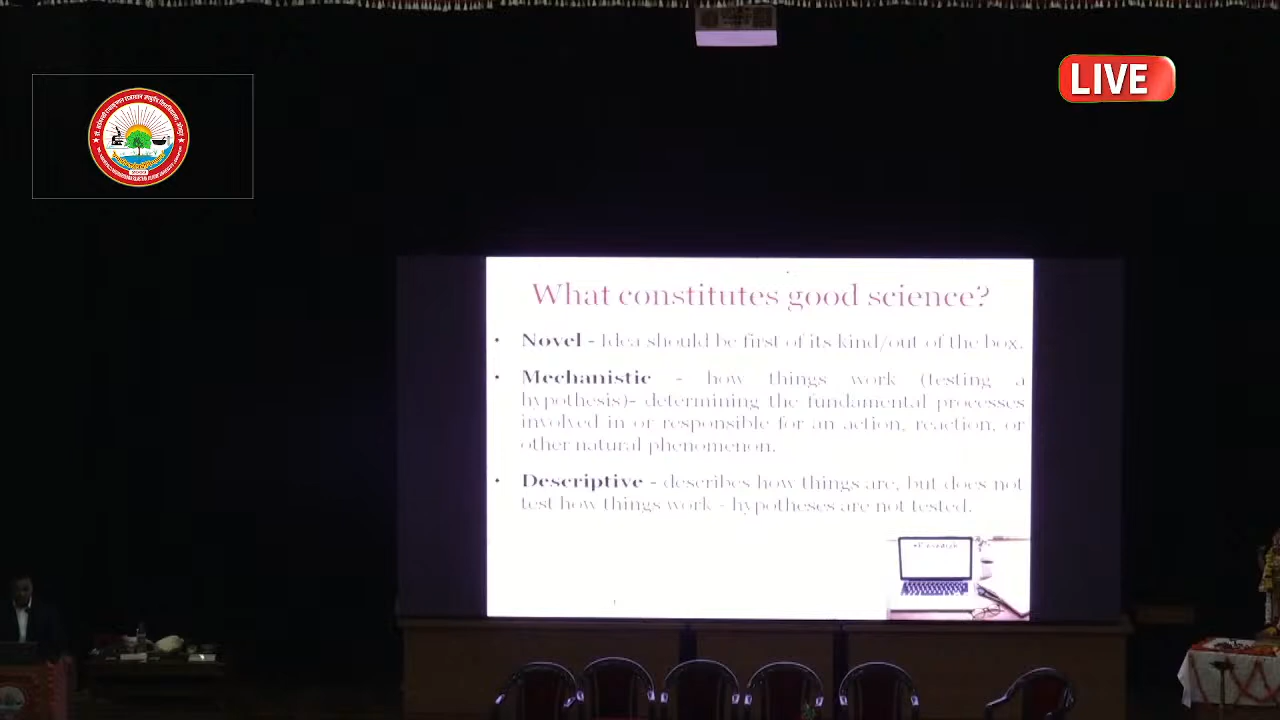 LIVE
What constitutes good science?
• Novel - Idea should be first of its kind/out of the box.
• Mechanistic - how things work (testing a
hypothesis)- determining the fundamental processes
involved in or responsible for an action, reaction, or
other natural phenomenon.
• Descriptive - describes how things are, but does not
test how things work - hypotheses are not tested.